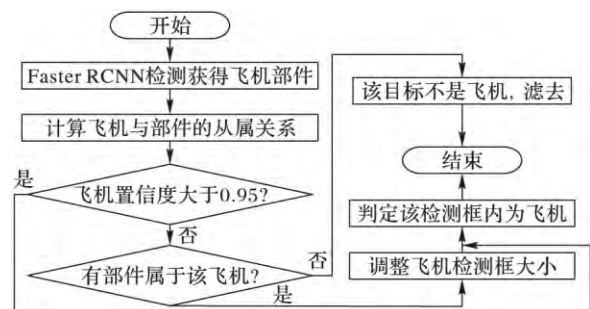 开始
Faster RCNN检测获得飞机部件
计算飞机与部件的从属关系
是
飞机置信度大于0.95?
否
有部件属于该飞机?
否
是
该目标不是飞机, 滤去
结束
判定该检测框内为飞机
调整飞机检测框大小